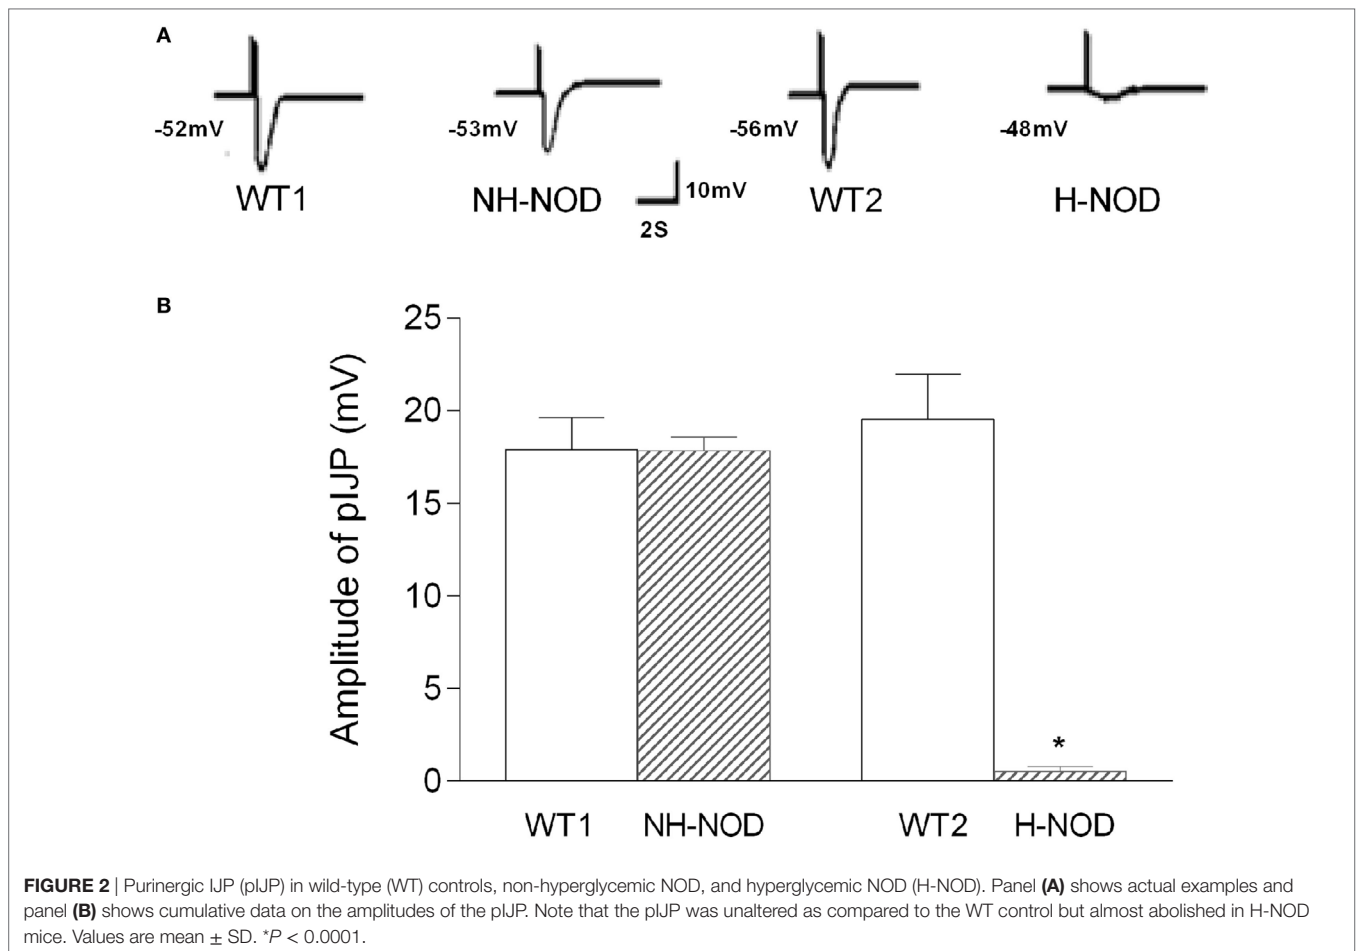 A
-52mV -53mV -56mV -48mV
WT1 NH-NOD 10mV WT2 H-NOD
2S
B
Amplitude of pIJP (mV)
25
20
15
10
5
0
*
WT1 NH-NOD WT2 H-NOD
FIGURE 2 | Purinergic IJP (pIJP) in wild-type (WT) controls, non-hyperglycemic NOD, and hyperglycemic NOD (H-NOD). Panel (A) shows actual examples and
panel (B) shows cumulative data on the amplitudes of the pIJP. Note that the pIJP was unaltered as compared to the WT control but almost abolished in H-NOD
mice. Values are mean ± SD. *P < 0.0001.